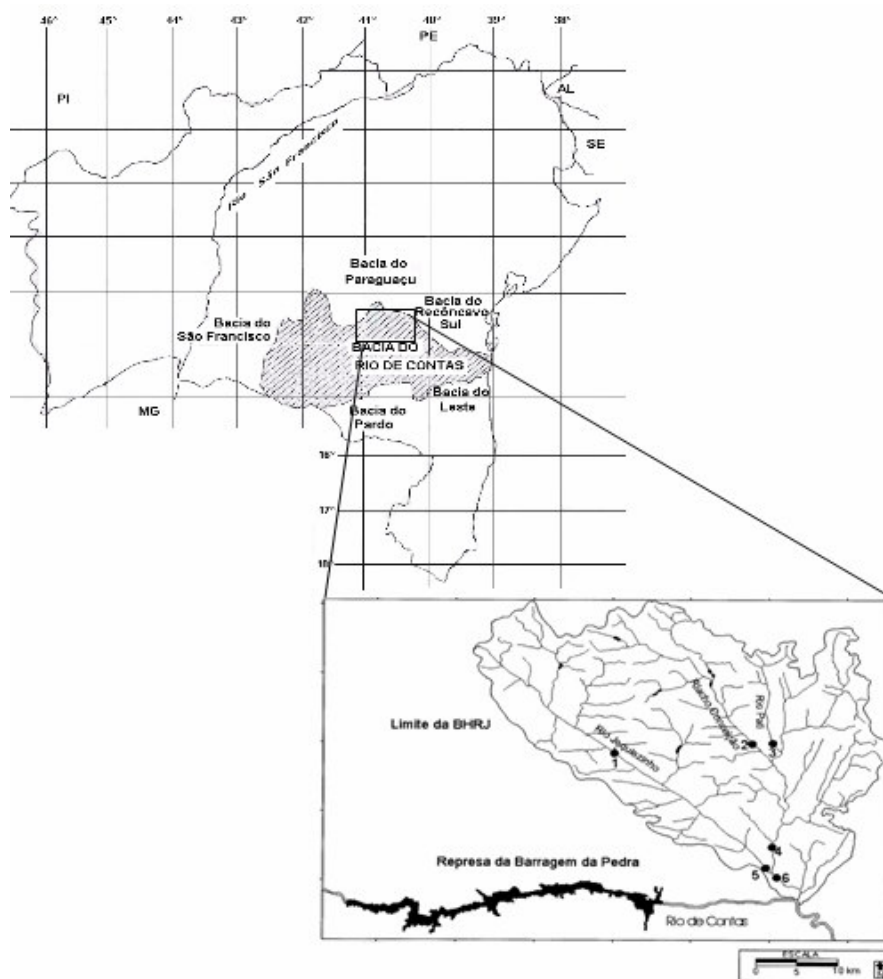 46°
45°
44°
43°
42°
41°
40°
39°
38°
PE
PI
AL
SE
Rio São Francisco
Bacia do
Paraguaçu
Bacia do
Recôncavo
Sul
Bacia do
São Francisco
BACIA DO
RIO DE CONTAS
Bacia do
Leste
Bacia do
Pardo
MG
16°
17°
18°
Limite da BHRJ
Rio Jequiezinho
Rio Pati
1
2
3
4
5
6
Represa da Barragem da Pedra
Rio de Contas
ESCALA
0 5 10 km